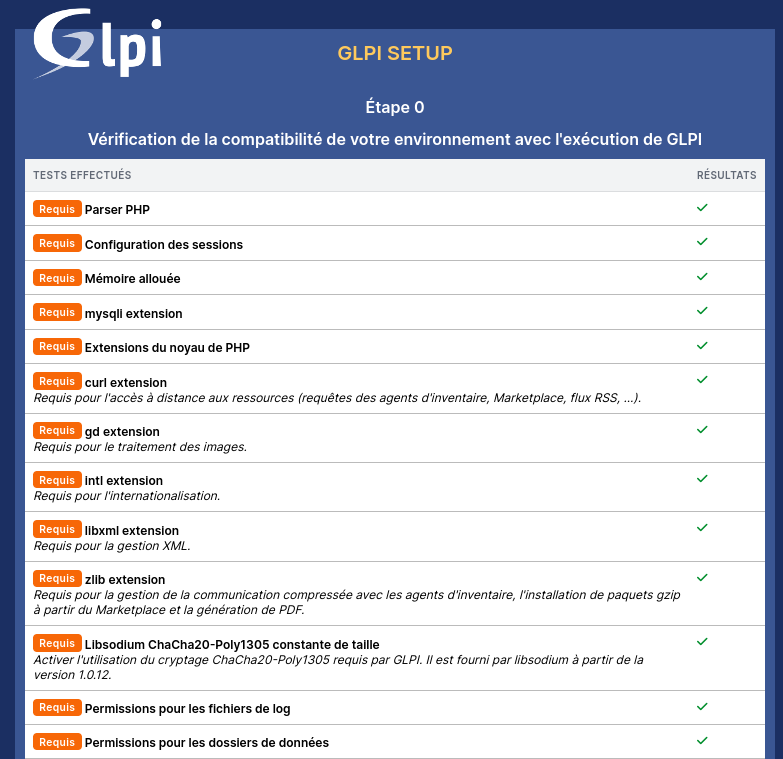 Glpi
GLPI SETUP
Étape 0
Vérification de la compatibilité de votre environnement avec l'exécution de GLPI
TESTS EFFECTUÉS RÉSULTATS
Requis Parser PHP
Requis Configuration des sessions
Requis Mémoire allouée
Requis mysqli extension
Requis Extensions du noyau de PHP
Requis curl extension
Requis pour l'accès à distance aux ressources (requêtes des agents d'inventaire, Marketplace, flux RSS, ...).
Requis gd extension
Requis pour le traitement des images.
Requis intl extension
Requis pour l'internationalisation.
Requis libxml extension
Requis pour la gestion XML.
Requis zlib extension
Requis pour la gestion de la communication compressée avec les agents d'inventaire, l'installation de paquets gzip
à partir du Marketplace et la génération de PDF.
Requis Libsodium ChaCha20-Poly1305 constante de taille
Activer l'utilisation du cryptage ChaCha20-Poly1305 requis par GLPI. Il est fourni par libsodium à partir de la
version 1.0.12.
Requis Permissions pour les fichiers de log
Requis Permissions pour les dossiers de données